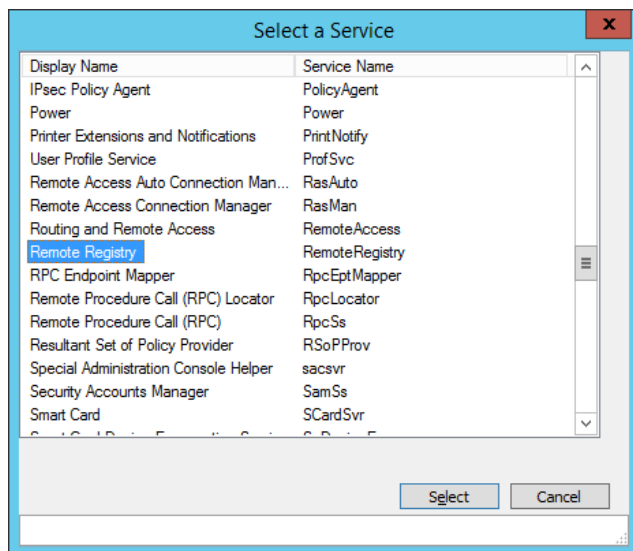 Select a Service
x
Display Name Service Name
IPsec Policy Agent PolicyAgent
Power Power
Printer Extensions and Notifications PrintNotify
User Profile Service ProfSvc
Remote Access Auto Connection Man... RasAuto
Remote Access Connection Manager RasMan
Routing and Remote Access RemoteAccess
Remote Registry RemoteRegistry
RPC Endpoint Mapper RpcEptMapper
Remote Procedure Call (RPC) Locator RpcLocator
Remote Procedure Call (RPC) RpcSs
Resultant Set of Policy Provider RSoPProv
Special Administration Console Helper sacsvr
Security Accounts Manager SamSs
Smart Card SCardSvr
Select Cancel